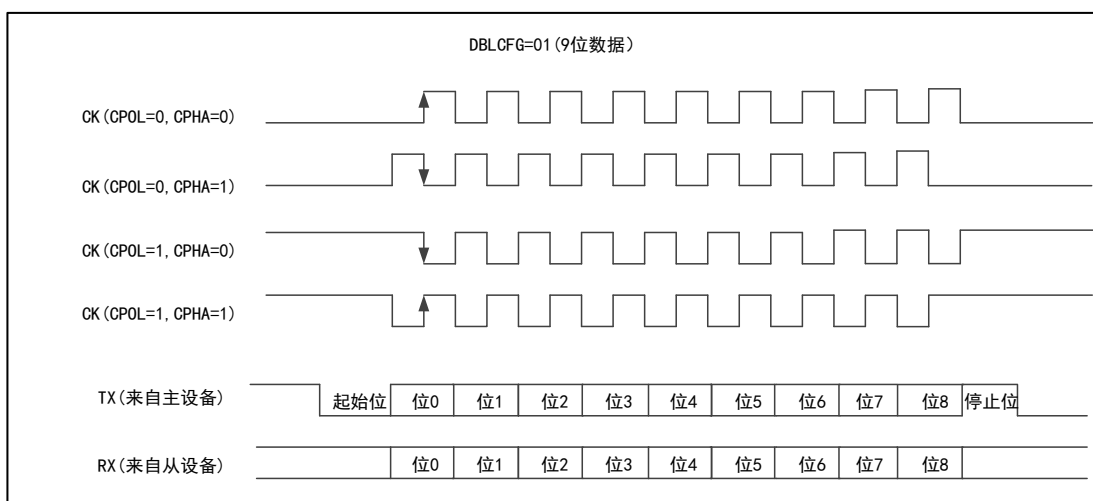 DBLCFG=01(9位数据)
CK(CPOL=0,CPHA=0)
CK(CPOL=0,CPHA=1)
CK(CPOL=1,CPHA=0)
CK(CPOL=1,CPHA=1)
TX(来自主设备) 起始位 位0 位1 位2 位3 位4 位5 位6 位7 位8 停止位
RX(来自从设备) 位0 位1 位2 位3 位4 位5 位6 位7 位8